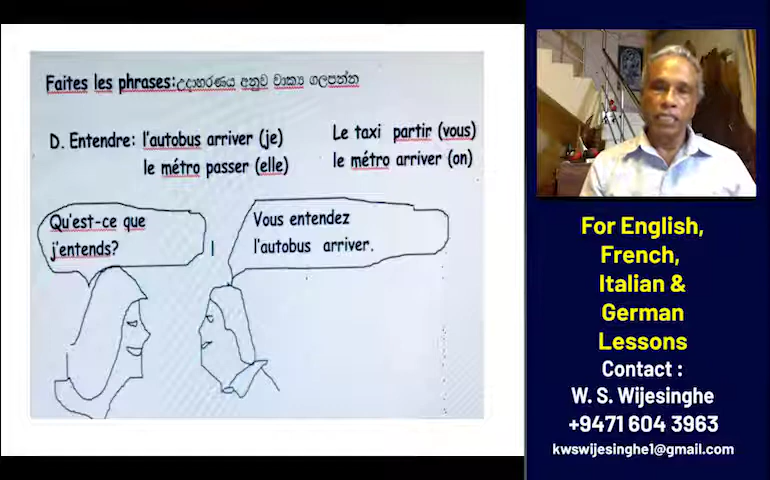 Faites les phrases:උදාහරණය අනුව වාක්‍ය ගලපන්න
D. Entendre: l'autobus arriver (je)
le métro passer (elle)
Le taxi partir (vous)
le métro arriver (on)
Qu'est-ce que
j'entends?
Vous entendez
l'autobus arriver.
For English,
French,
Italian &
German
Lessons
Contact :
W. S. Wijesinghe
+9471 604 3963
kwswijesinghe1@gmail.com